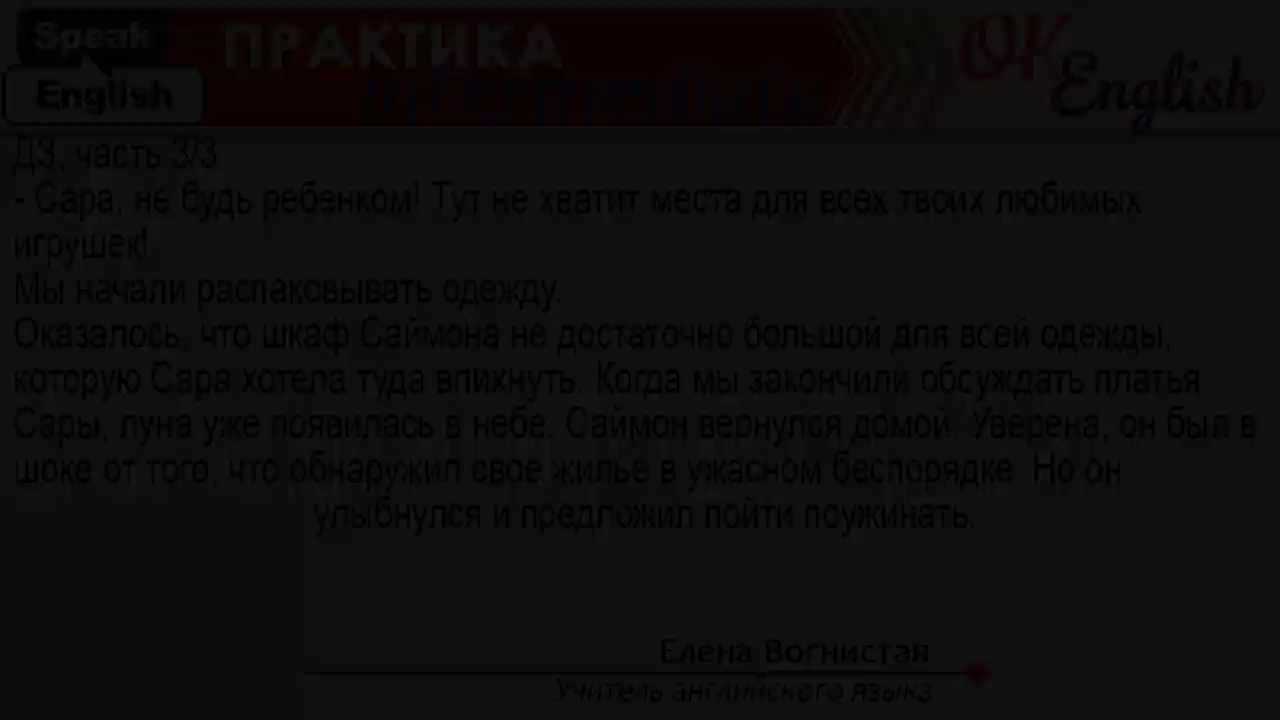 Speak
English
ПРАКТИКА
Intermediate
OK
English
ДЗ, часть 3/3
- Сара, не будь ребенком! Тут не хватит места для всех твоих любимых
игрушек!
Мы начали распаковывать одежду.
Оказалось, что шкаф Саймона не достаточно большой для всей одежды,
которую Сара хотела туда впихнуть. Когда мы закончили обсуждать платья
Сары, луна уже появилась в небе. Саймон вернулся домой. Уверена, он был в
шоке от того, что обнаружил свое жилье в ужасном беспорядке. Но он
улыбнулся и предложил пойти поужинать.
Елена Вогнистая
Учитель английского языка